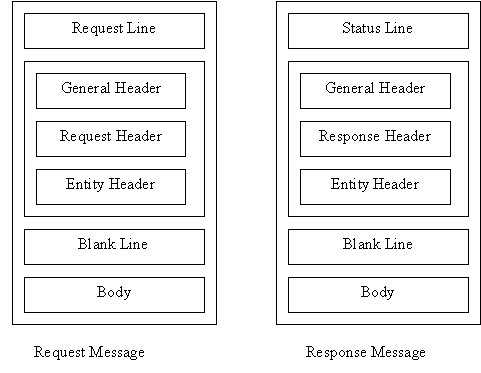 Request Line
General Header
Request Header
Entity Header
Blank Line
Body
Request Message
Status Line
General Header
Response Header
Entity Header
Blank Line
Body
Response Message